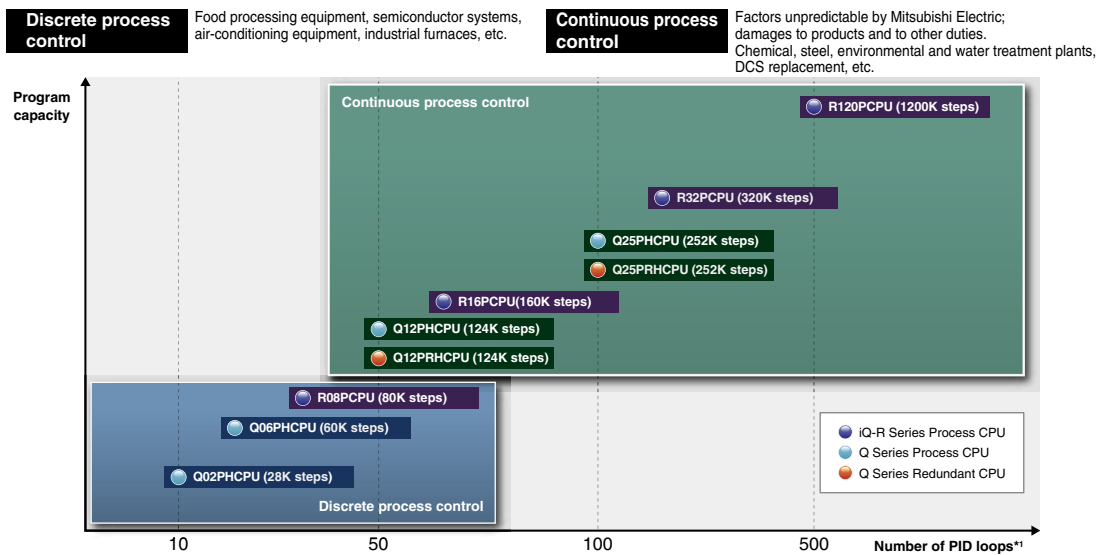 Discrete process
control
Food processing equipment, semiconductor systems,
air-conditioning equipment, industrial furnaces, etc.
Continuous process
control
Factors unpredictable by Mitsubishi Electric;
damages to products and to other duties.
Chemical, steel, environmental and water treatment plants,
DCS replacement, etc.
Program
capacity
Continuous process control
R120PCPU (1200K steps)
R32PCPU (320K steps)
Q25PHCPU (252K steps)
Q25PRHCPU (252K steps)
R16PCPU(160K steps)
Q12PHCPU (124K steps)
Q12PRHCPU (124K steps)
R08PCPU (80K steps)
Q06PHCPU (60K steps)
Q02PHCPU (28K steps)
Discrete process control
iQ-R Series Process CPU
Q Series Process CPU
Q Series Redundant CPU
10 50 100 500 Number of PID loops*1